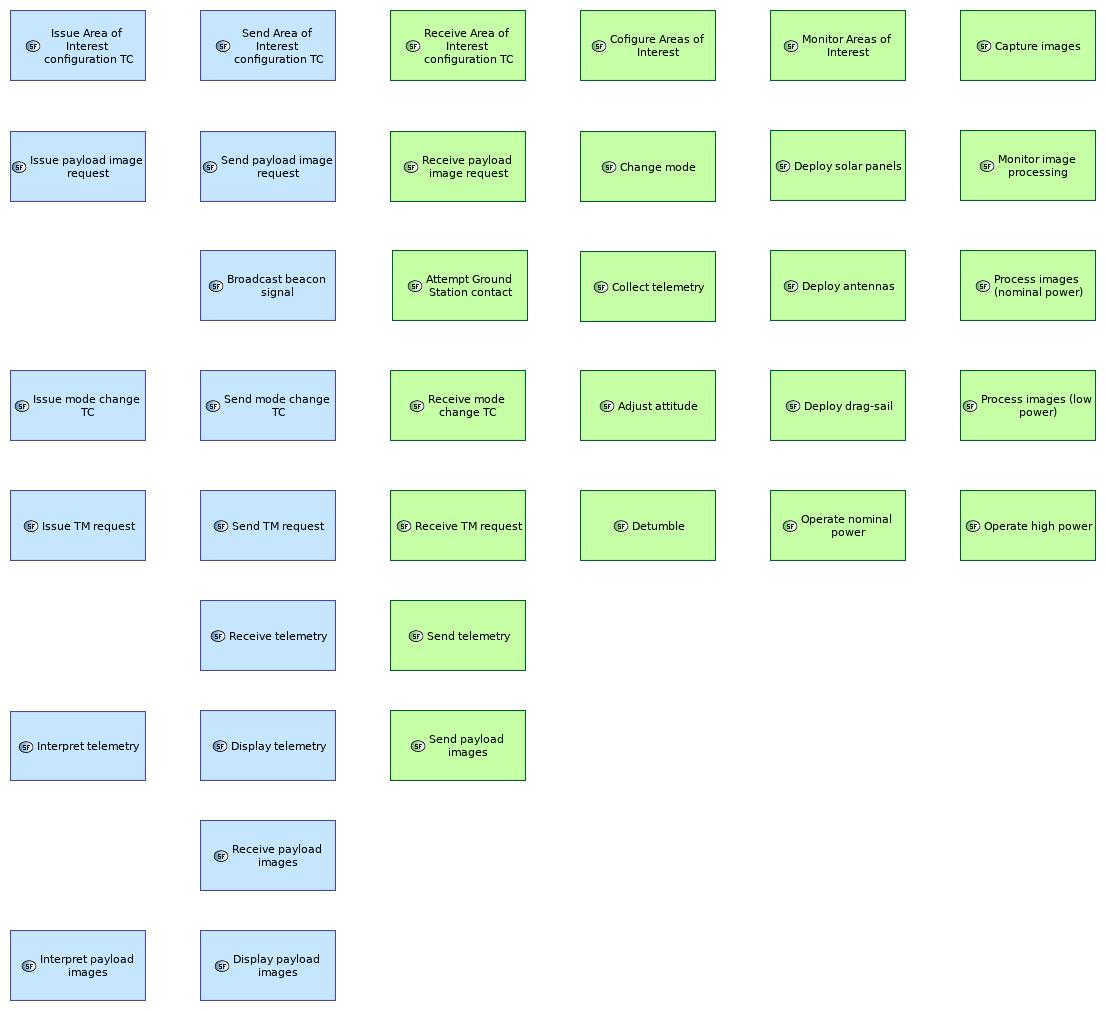 SF Issue Area of
Interest
configuration TC
SF Send Area of
Interest
configuration TC
SF Receive Area of
Interest
configuration TC
SF Cofigure Areas of
Interest
SF Monitor Areas of
Interest
SF Capture images
SF Issue payload image
request
SF Send payload image
request
SF Receive payload
image request
SF Change mode
SF Deploy solar panels
SF Monitor image
processing
SF Broadcast beacon
signal
SF Attempt Ground
Station contact
SF Collect telemetry
SF Deploy antennas
SF Process images
(nominal power)
SF Issue mode change
TC
SF Send mode change
TC
SF Receive mode
change TC
SF Adjust attitude
SF Deploy drag-sail
SF Process images (low
power)
SF Issue TM request
SF Send TM request
SF Receive TM request
SF Detumble
SF Operate nominal
power
SF Operate high power
SF Receive telemetry
SF Send telemetry
SF Interpret telemetry
SF Display telemetry
SF Send payload
images
SF Receive payload
images
SF Interpret payload
images
SF Display payload
images